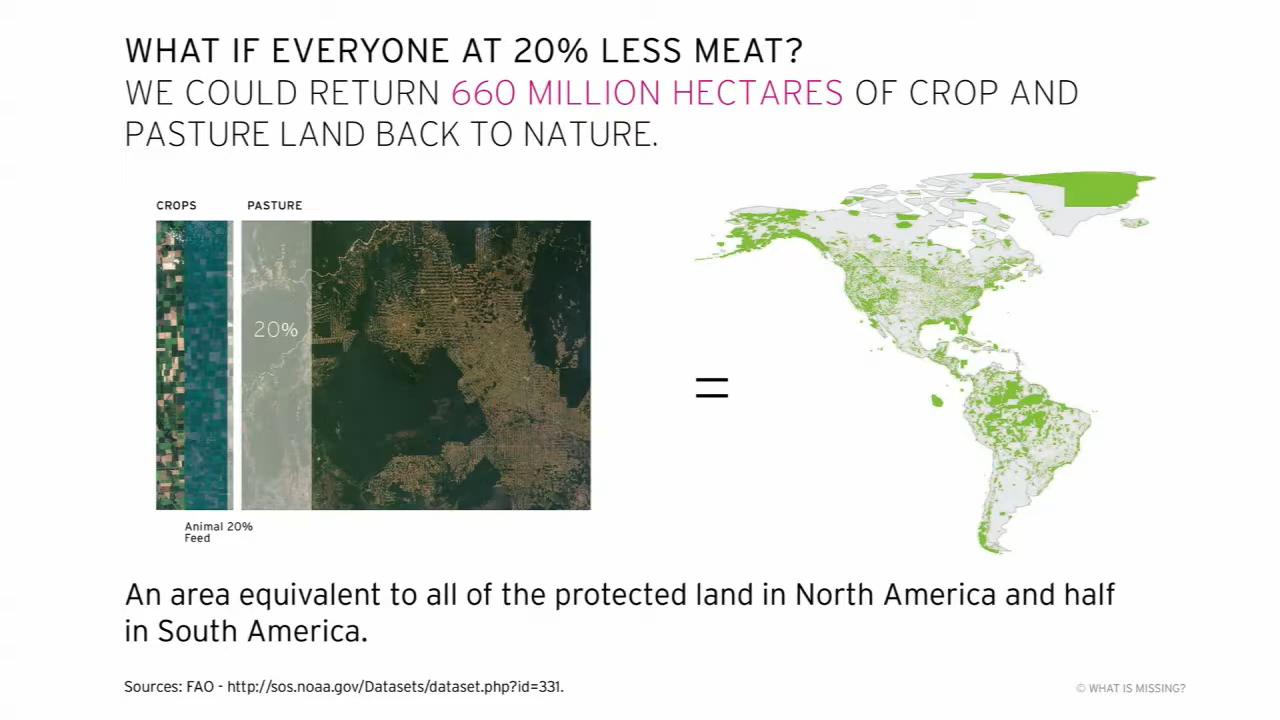 WHAT IF EVERYONE AT 20% LESS MEAT?
WE COULD RETURN 660 MILLION HECTARES OF CROP AND
PASTURE LAND BACK TO NATURE.
CROPS
PASTURE
20%
=
Animal 20%
Feed
An area equivalent to all of the protected land in North America and half
in South America.
Sources: FAO - http://sos.noaa.gov/Datasets/dataset.php?id=331.
© WHAT IS MISSING?